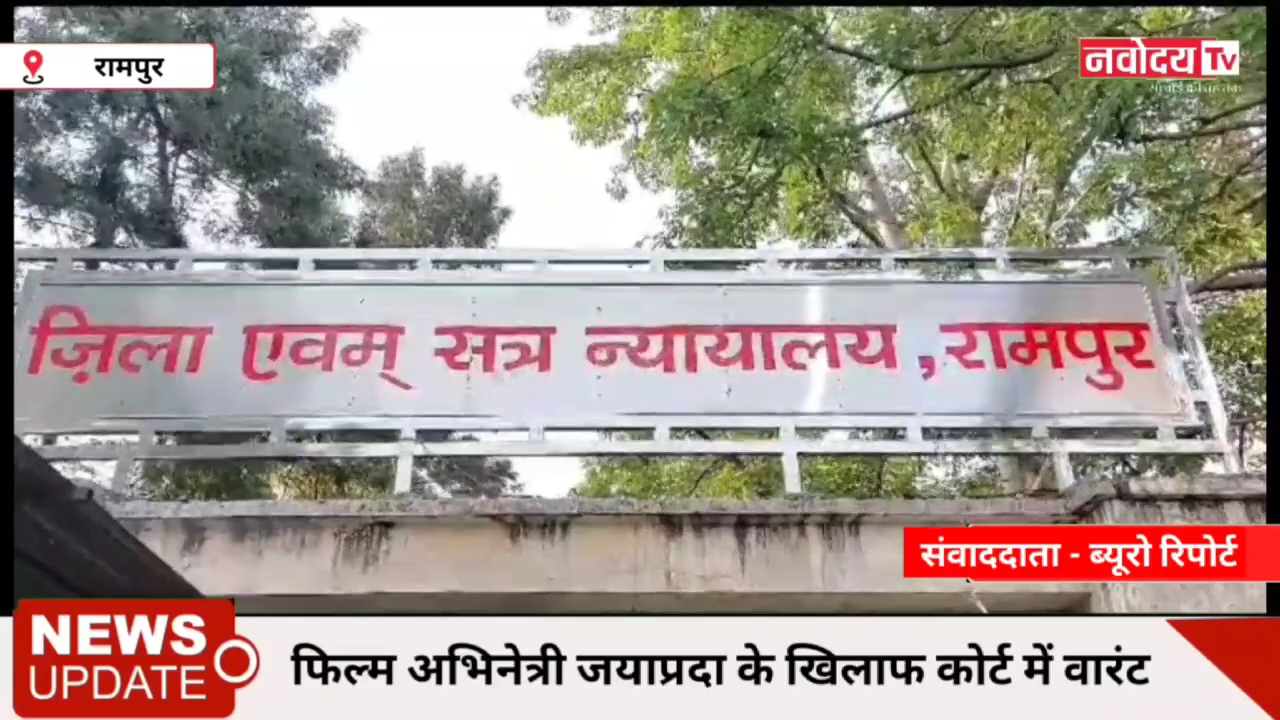 रामपुर
नवोदय TV
ज़िला एवम् सत्र न्यायालय ,रामपुर
संवाददाता - ब्यूरो रिपोर्ट
NEWS
UPDATE
फिल्म अभिनेत्री जयाप्रदा के खिलाफ कोर्ट में वारंट